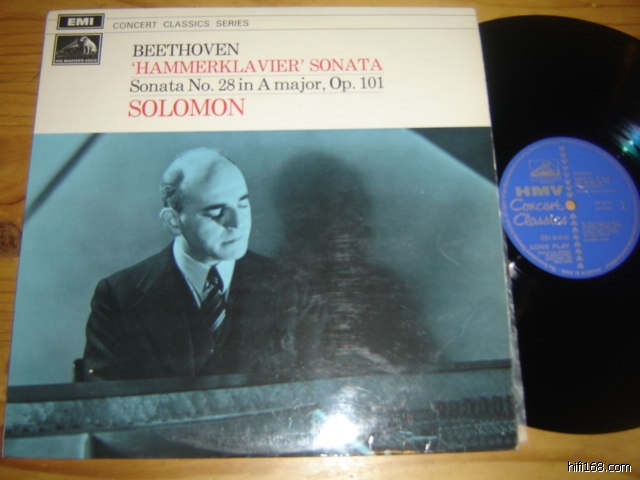 EMI CONCERT CLASSICS SERIES
HIS MASTER'S VOICE
BEETHOVEN
'HAMMERKLAVIER' SONATA
Sonata No. 28 in A major, Op. 101
SOLOMON
HMV
Concert
Classics
LONG PLAY
hifi168.com